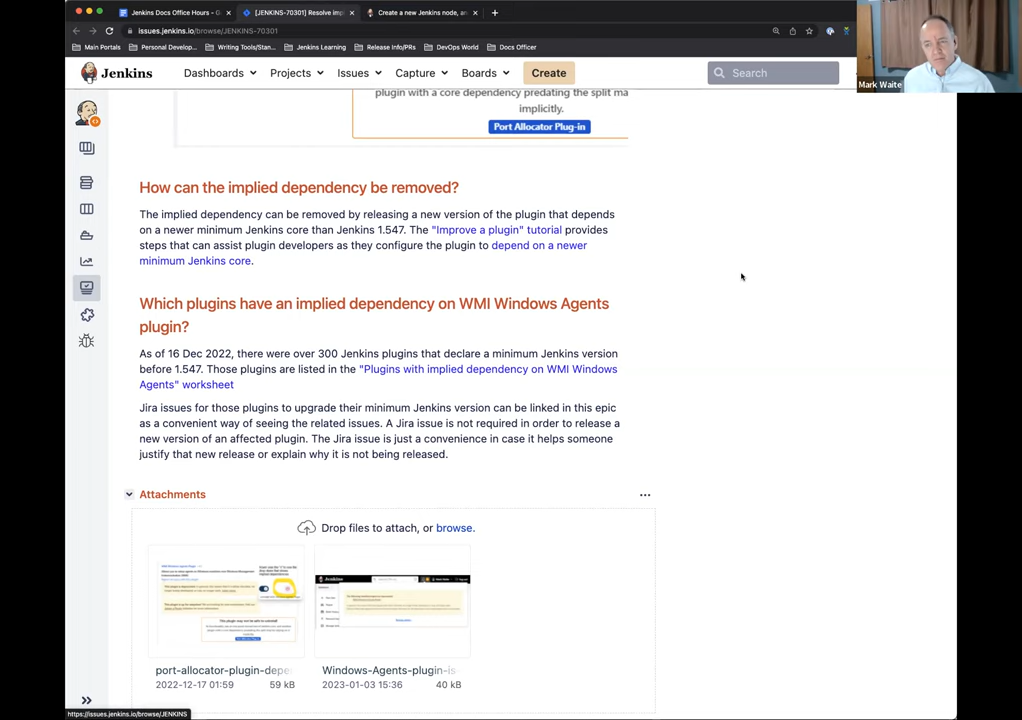 Jenkins Docs Office Hours - G
[JENKINS-70301] Resolve imp
Create a new Jenkins node, an
issues.jenkins.io/browse/JENKINS-70301
Main Portals
Personal Develop...
Writing Tools/Stan...
Jenkins Learning
Release Info/PRs
DevOps World
Docs Officer
Mark Waite
Jenkins
Dashboards
Projects
Issues
Capture
Boards
Create
Search
plugin with a core dependency predating the split ma
implicitly.
Port Allocator Plug-in
How can the implied dependency be removed?
The implied dependency can be removed by releasing a new version of the plugin that depends
on a newer minimum Jenkins core than Jenkins 1.547. The "Improve a plugin" tutorial provides
steps that can assist plugin developers as they configure the plugin to depend on a newer
minimum Jenkins core.
Which plugins have an implied dependency on WMI Windows Agents
plugin?
As of 16 Dec 2022, there were over 300 Jenkins plugins that declare a minimum Jenkins version
before 1.547. Those plugins are listed in the "Plugins with implied dependency on WMI Windows
Agents" worksheet
Jira issues for those plugins to upgrade their minimum Jenkins version can be linked in this epic
as a convenient way of seeing the related issues. A Jira issue is not required in order to release a
new version of an affected plugin. The Jira issue is just a convenience in case it helps someone
justify that new release or explain why it is not being released.
Attachments
Drop files to attach, or browse.
port-allocator-plugin-depe
2022-12-17 01:59 59 kB
Windows-Agents-plugin-is
2023-01-03 15:36 40 kB
https://issues.jenkins.io/browse/JENKINS